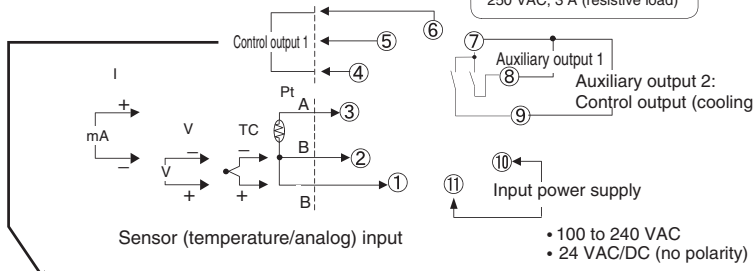 250 VAC, 3 A (resistive load)
Control output 1
⑥
⑤
④
⑦
Auxiliary output 1
⑧
Auxiliary output 2:
Control output (cooling
⑨
I
+
mA
–
V
–
V
+
TC
–
+
Pt
A
③
B
②
①
B
⑩
⑪
Input power supply
Sensor (temperature/analog) input
• 100 to 240 VAC
• 24 VAC/DC (no polarity)